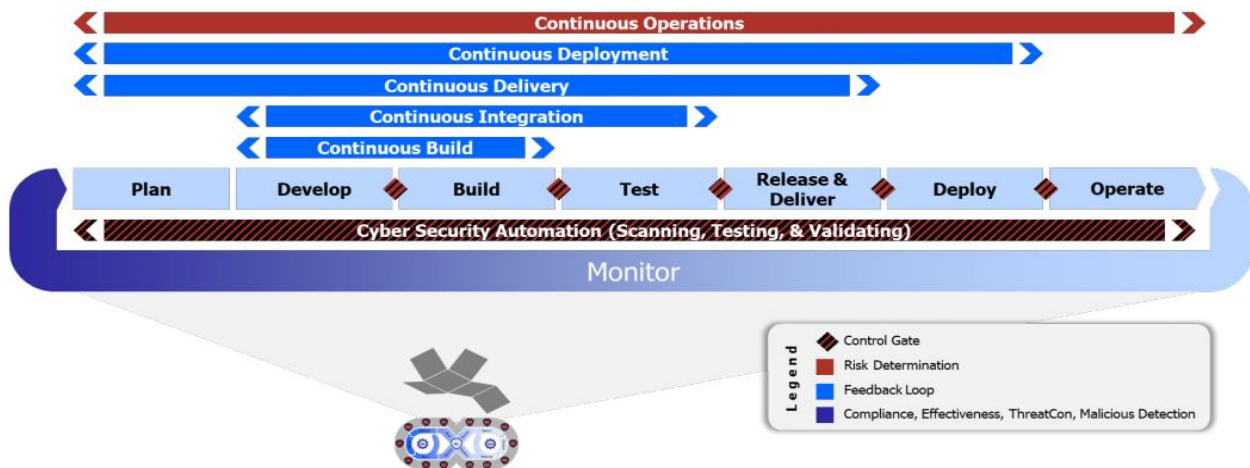 Continuous Operations
Continuous Deployment
Continuous Delivery
Continuous Integration
Continuous Build
Plan
Develop
Build
Test
Release &
Deliver
Deploy
Operate
Cyber Security Automation (Scanning, Testing, & Validating)
Monitor
Legend
Control Gate
Risk Determination
Feedback Loop
Compliance, Effectiveness, ThreatCon, Malicious Detection